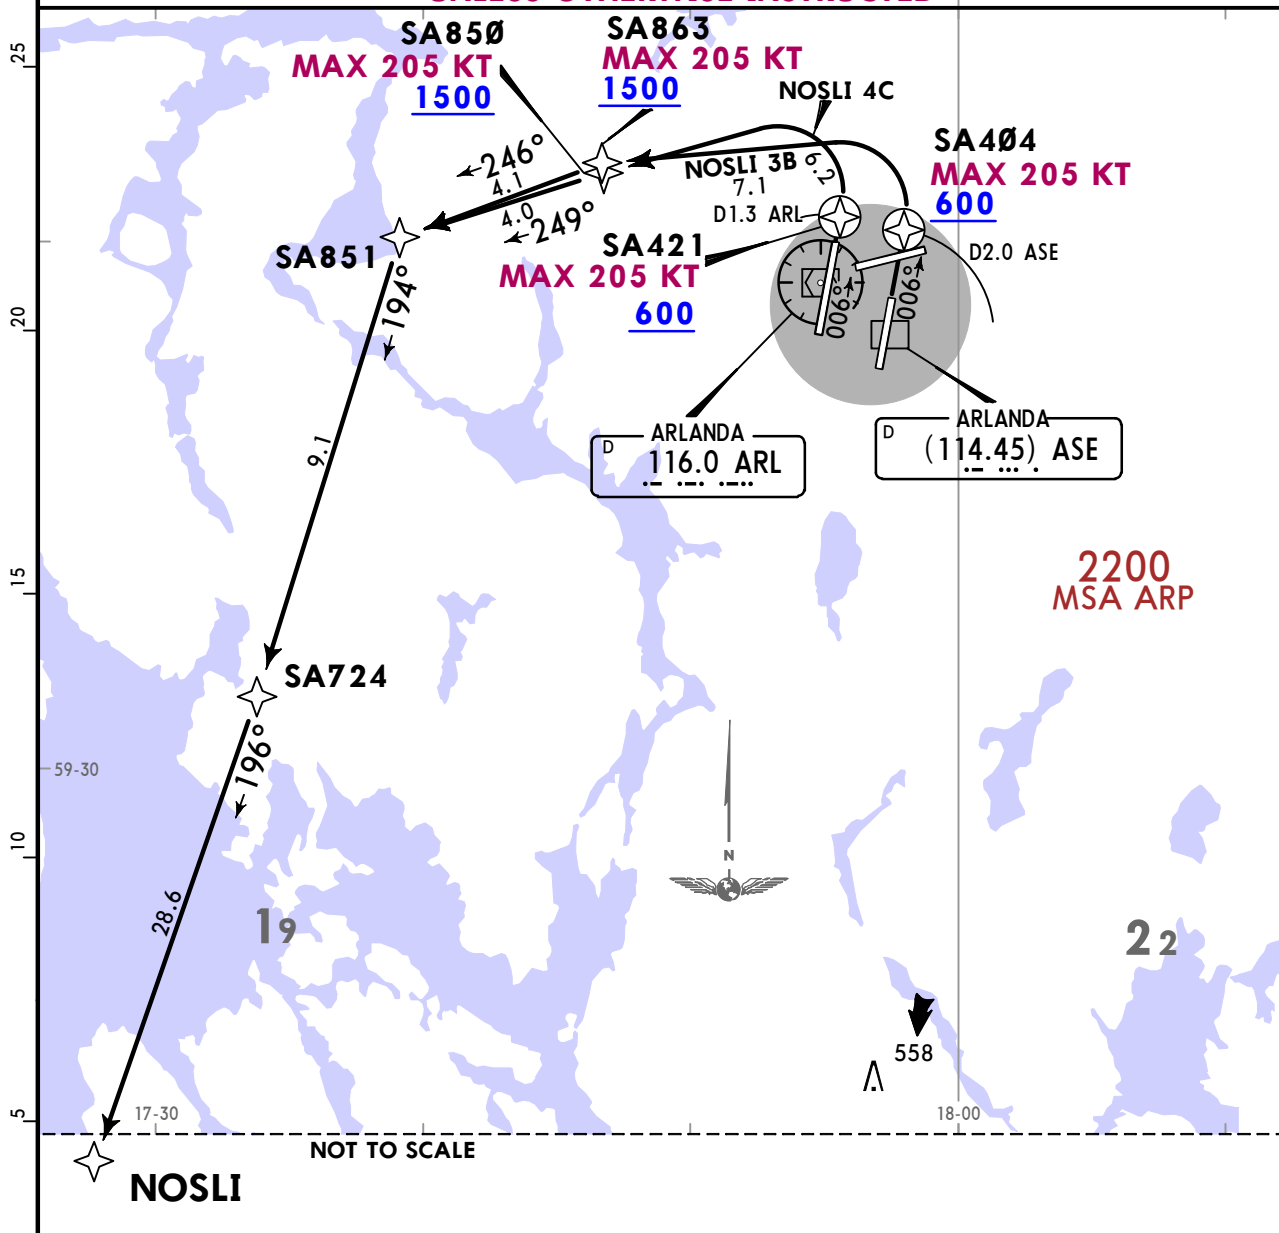 25
SA85Ø
MAX 205 KT
1500
SA863
MAX 205 KT
1500
NOSLI 4C
SA4Ø4
MAX 205 KT
600
246°
4.1
4.0
249°
NOSLI 3B
7.1
6.2
D1.3 ARL
D2.0 ASE
SA851
SA421
MAX 205 KT
600
006°
006°
194°
20
ARLANDA
D
116.0 ARL
ARLANDA
D
(114.45) ASE
9.1
15
2200
MSA ARP
SA724
196°
59-30
10
N
28.6
19
22
558
5
17-30
18-00
NOT TO SCALE
NOSLI